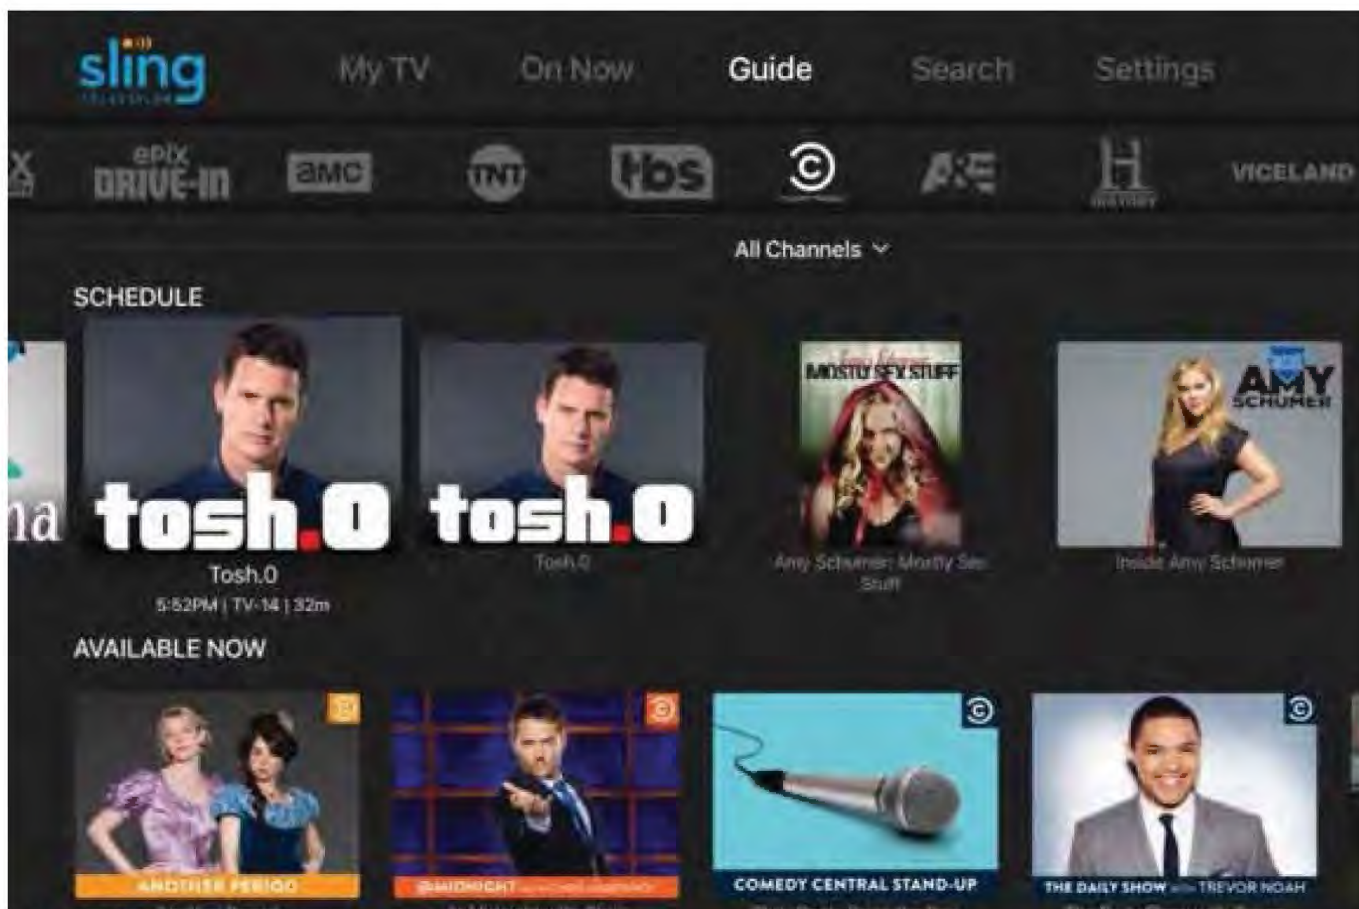 sling
TELEVISION
My TV
On Now
Guide
Search
Settings
X
epix
DRIVE-IN
amc
TNT
tbs
C
A&E
H
HISTORY
VICELAND
All Channels
SCHEDULE
na
tosh.0
tosh.0
MOSTLY SEX STUFF
AMY
SCHUMER
Tosh.0
5:52PM | TV-14 | 32m
Tosh.0
Amy Schumer: Mostly Sex
Stuff
Inside Amy Schumer
AVAILABLE NOW
C
C
C
C
ANOTHER PERIOD
@MIDNIGHT
COMEDY CENTRAL STAND-UP
THE DAILY SHOW WITH TREVOR NOAH